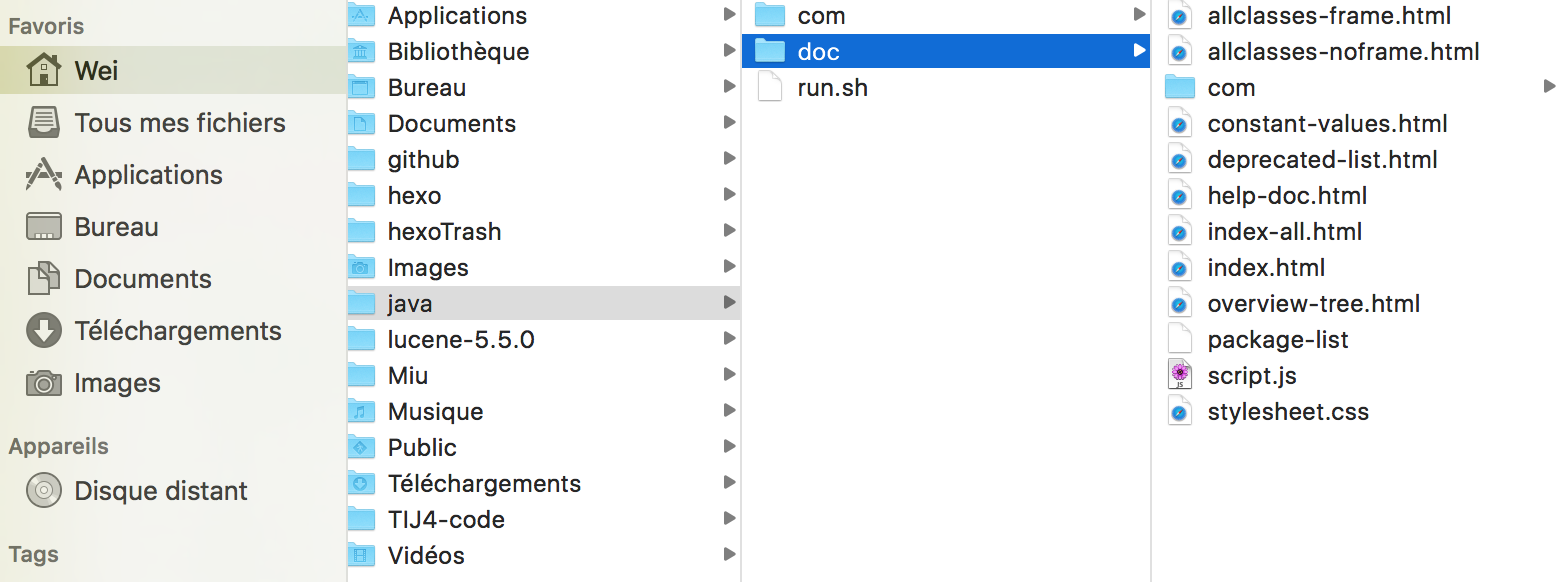 Favoris
Wei
Tous mes fichiers
Applications
Bureau
Documents
Téléchargements
Images
Appareils
Disque distant
Tags
Applications
Bibliothèque
Bureau
Documents
github
hexo
hexoTrash
Images
java
lucene-5.5.0
Miu
Musique
Public
Téléchargements
TIJ4-code
Vidéos
com
doc
run.sh
allclasses-frame.html
allclasses-noframe.html
com
constant-values.html
deprecated-list.html
help-doc.html
index-all.html
index.html
overview-tree.html
package-list
JS
script.js
stylesheet.css